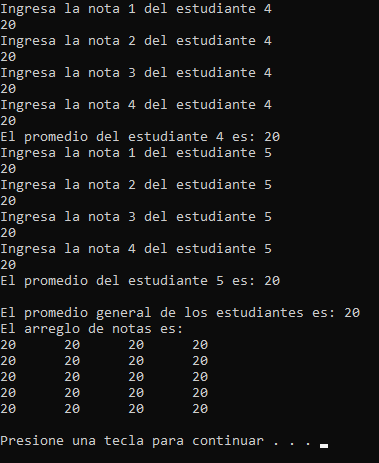 Ingresa la nota 1 del estudiante 4
20
Ingresa la nota 2 del estudiante 4
20
Ingresa la nota 3 del estudiante 4
20
Ingresa la nota 4 del estudiante 4
20
El promedio del estudiante 4 es: 20
Ingresa la nota 1 del estudiante 5
20
Ingresa la nota 2 del estudiante 5
20
Ingresa la nota 3 del estudiante 5
20
Ingresa la nota 4 del estudiante 5
20
El promedio del estudiante 5 es: 20
El promedio general de los estudiantes es: 20
El arreglo de notas es:
20 20 20 20
20 20 20 20
20 20 20 20
20 20 20 20
20 20 20 20
Presione una tecla para continuar . . .